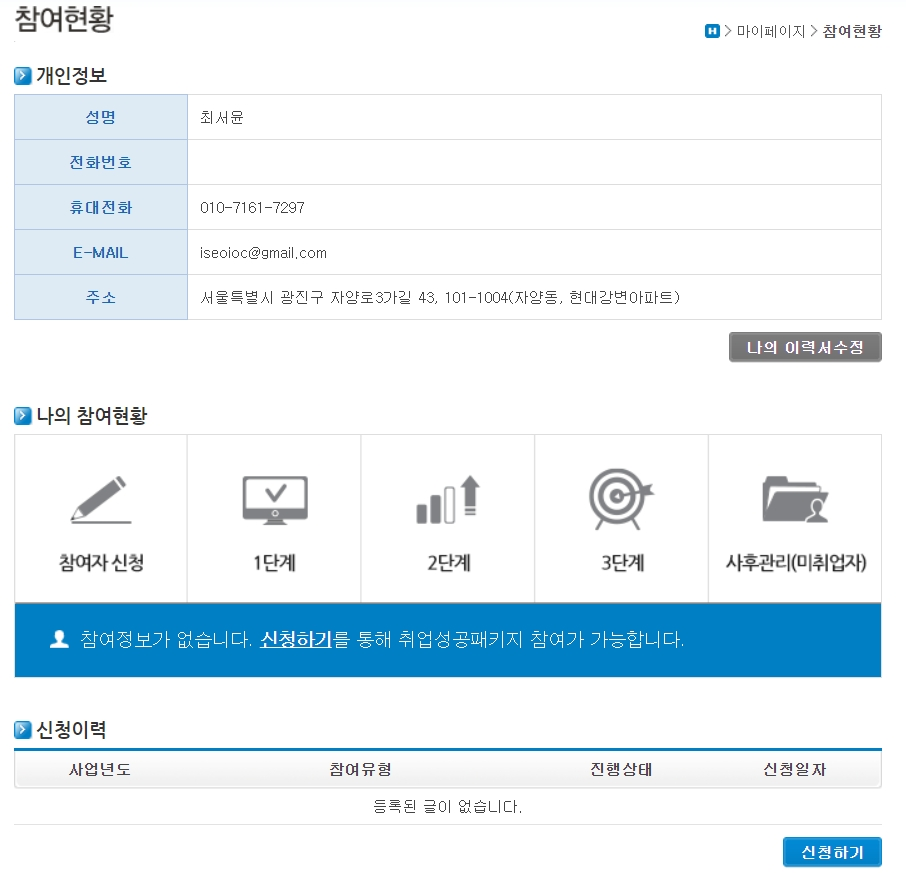 참여현황
H > 마이페이지 > 참여현황
개인정보
성명 최서윤
전화번호
휴대전화 010-7161-7297
E-MAIL iseoioc@gmail.com
주소 서울특별시 광진구 자양로3가길 43, 101-1004(자양동, 현대강변아파트)
나의 이력서수정
나의 참여현황
참여자 신청 1단계 2단계 3단계 사후관리(미취업자)
참여정보가 없습니다. 신청하기를 통해 취업성공패키지 참여가 가능합니다.
신청이력
사업년도 참여유형 진행상태 신청일자
등록된 글이 없습니다.
신청하기